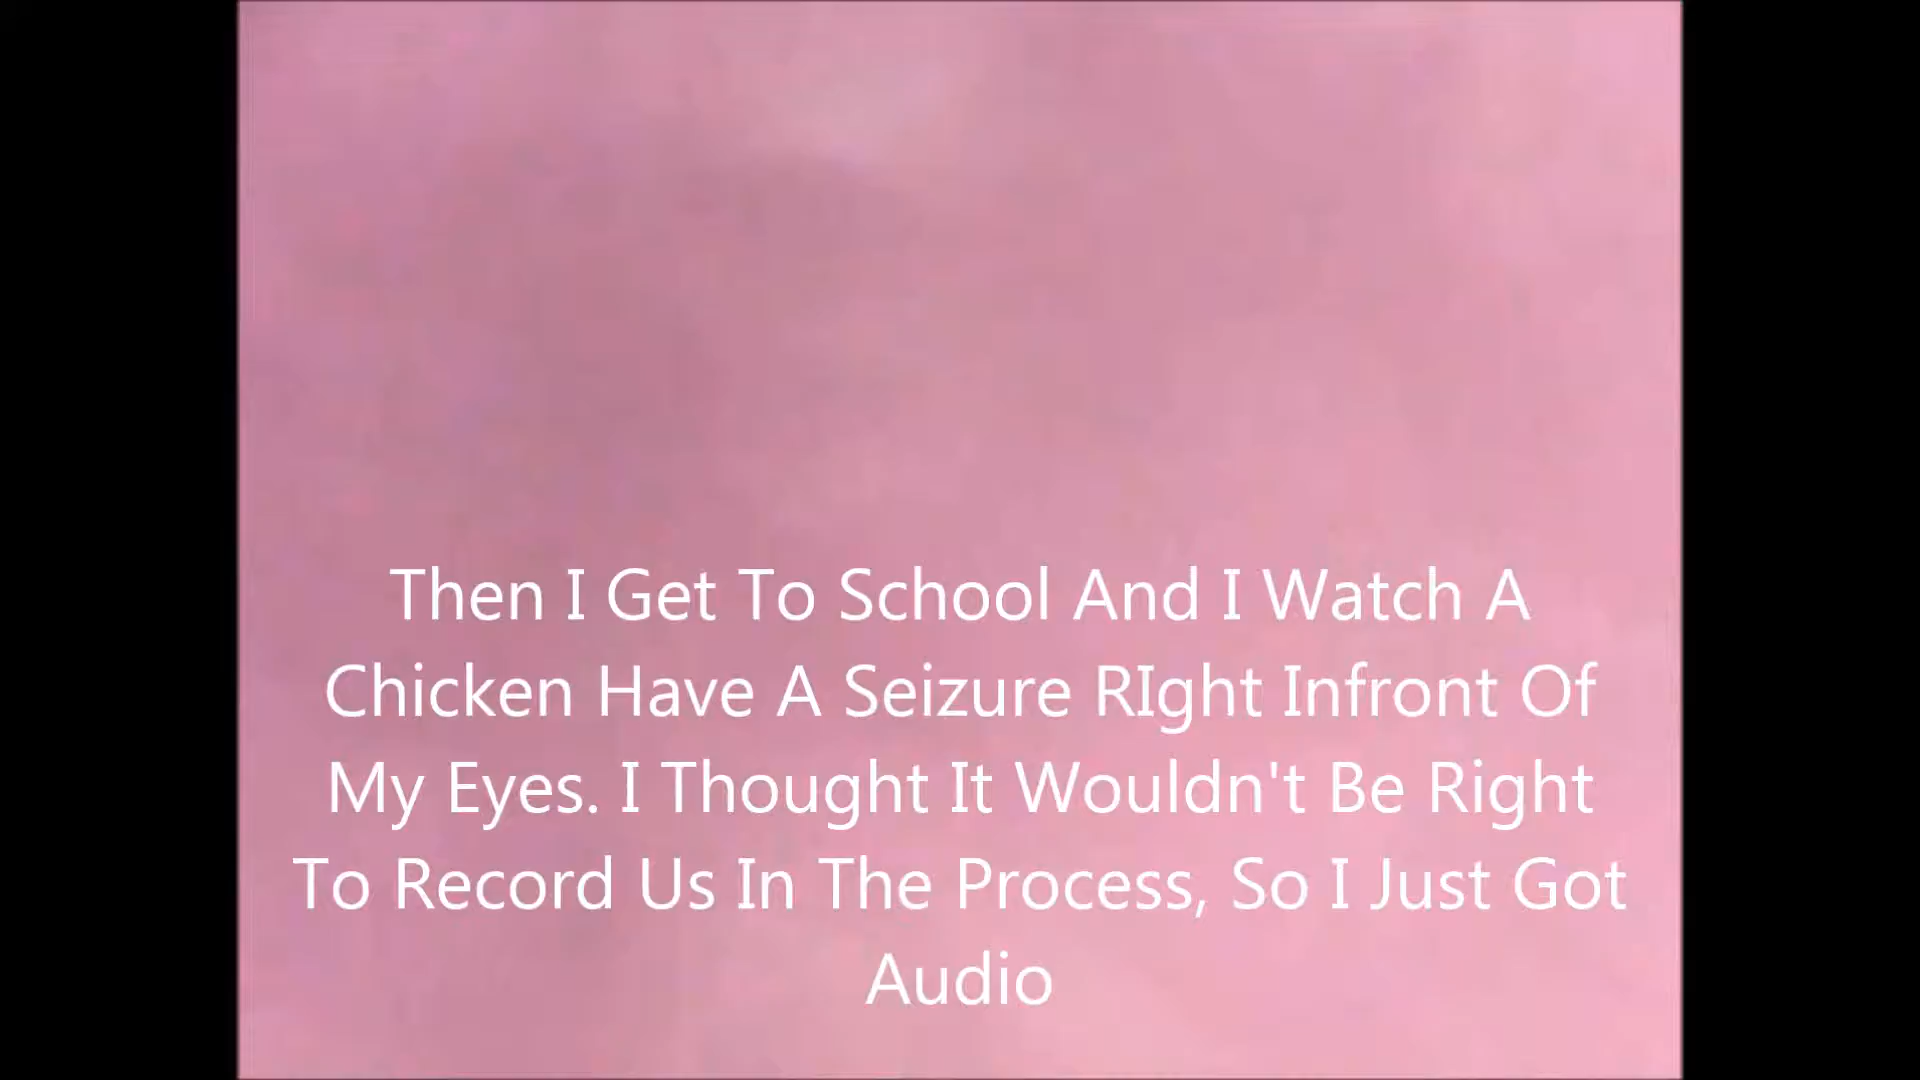 Then I Get To School And I Watch A
Chicken Have A Seizure RIght Infront Of
My Eyes. I Thought It Wouldn't Be Right
To Record Us In The Process, So I Just Got
Audio